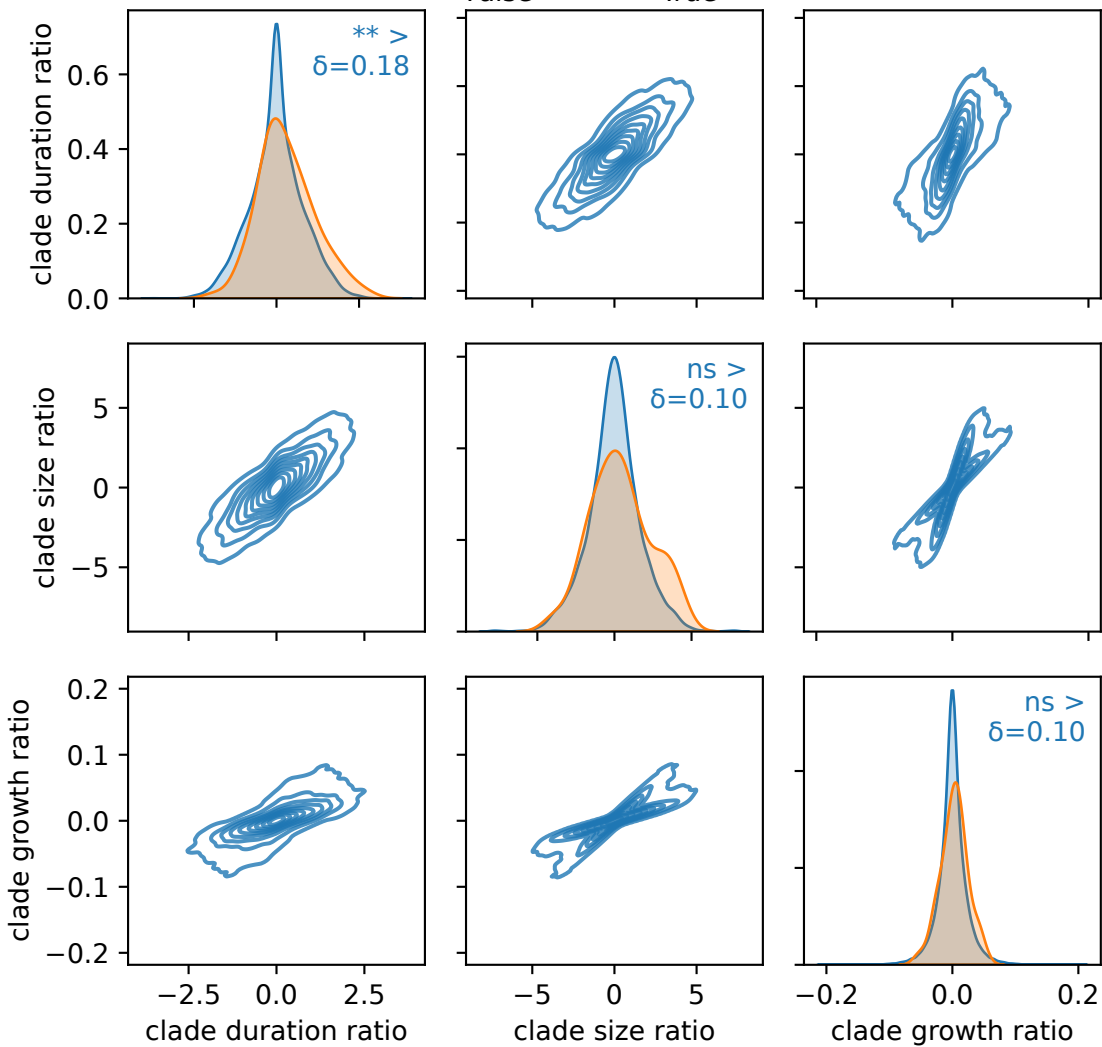 clade duration ratio
0.6
0.4
0.2
0.0
** >
δ=0.18
clade size ratio
5
0
−5
ns >
δ=0.10
clade growth ratio
0.2
0.1
0.0
−0.1
−0.2
ns >
δ=0.10
−2.5 0.0 2.5
−5 0 5
−0.2 0.0 0.2
clade duration ratio
clade size ratio
clade growth ratio